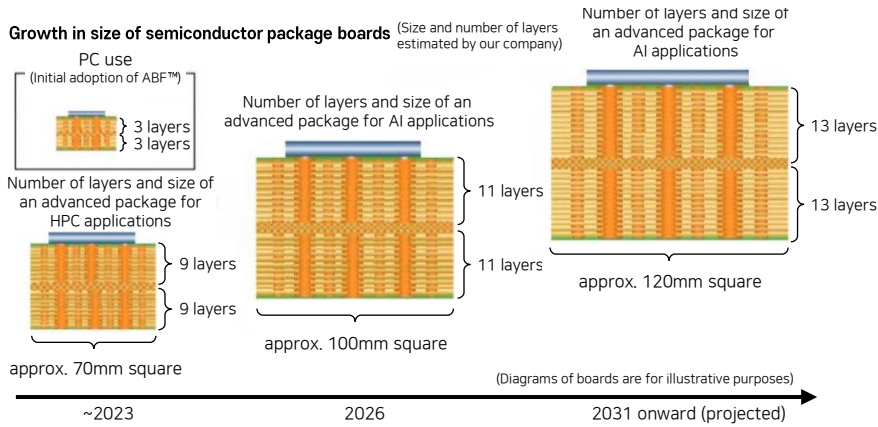 Growth in size of semiconductor package boards
(Size and number of layers
estimated by our company)
PC use
(Initial adoption of ABF™)
3 layers
3 layers
Number of layers and size of
an advanced package for
HPC applications
9 layers
9 layers
approx. 70mm square
Number of layers and size of an
advanced package for AI applications
11 layers
11 layers
approx. 100mm square
Number of layers and size of
an advanced package for
AI applications
13 layers
13 layers
approx. 120mm square
(Diagrams of boards are for illustrative purposes)
~2023
2026
2031 onward (projected)